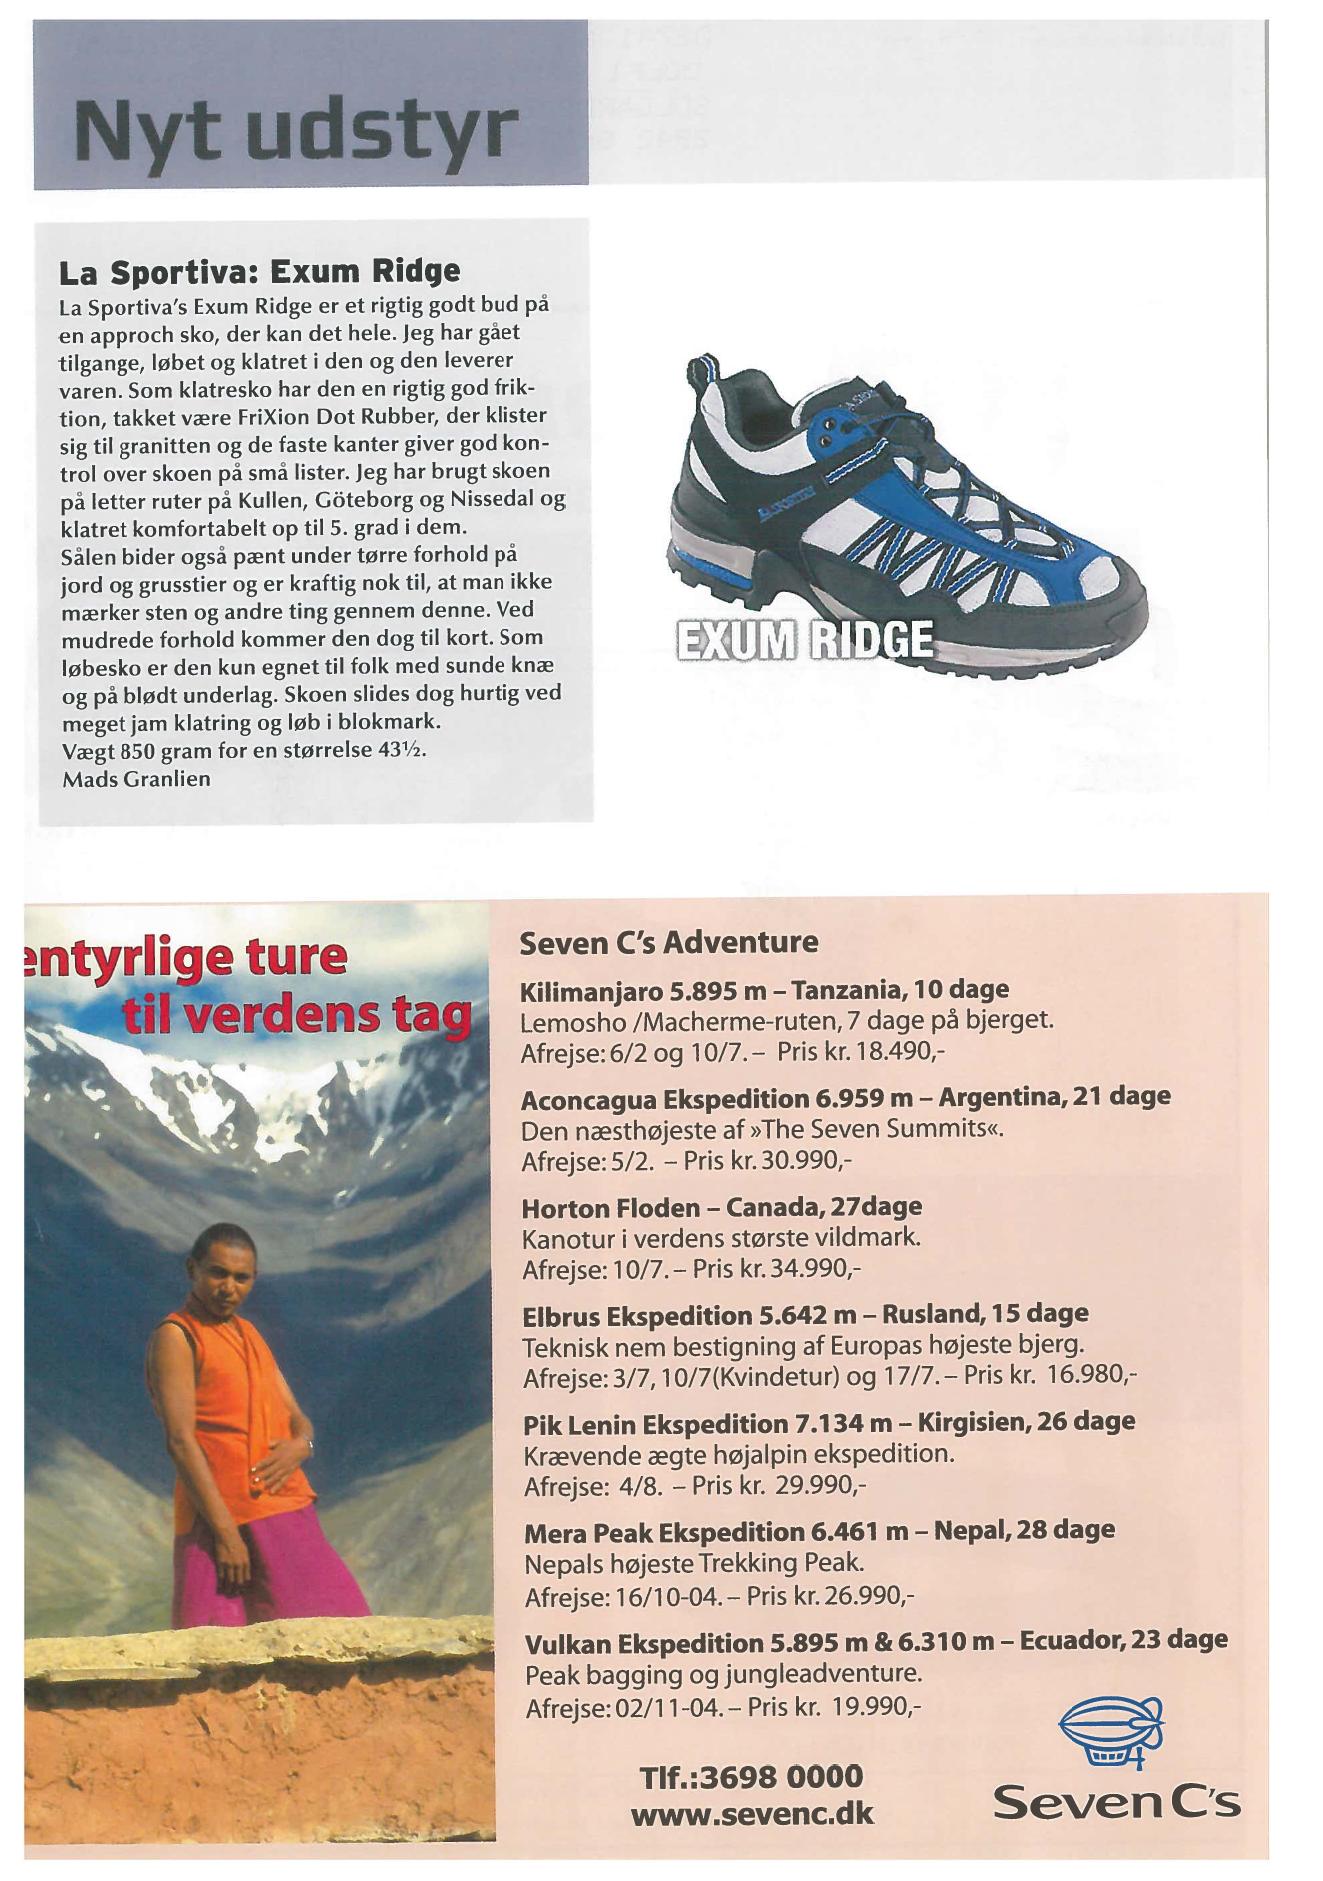 Nyt udstyr
La Sportiva: Exum Ridge
La Sportiva's Exum Ridge er et rigtig godt bud på
en approch sko, der kan det hele. Jeg har gået
tilgange, løbet og klatret i den og den leverer
varen. Som klatresko har den en rigtig god frik-
tion, takket være FriXion Dot Rubber, der klister
sig til granitten og de faste kanter giver god kon-
trol over skoen på små lister. Jeg har brugt skoen
på letter ruter på Kullen, Göteborg og Nissedal og
klatret komfortabelt op til 5. grad i dem.
Sålen bider også pænt under tørre forhold på
jord og grusstier og er kraftig nok til, at man ikke
mærker sten og andre ting gennem denne. Ved
mudrede forhold kommer den dog til kort. Som
løbesko er den kun egnet til folk med sunde knæ
og på blødt underlag. Skoen slides dog hurtig ved
meget jam klatring og løb i blokmark.
Vægt 850 gram for en størrelse 43½.
Mads Granlien
EXUM RIDGE
entyrlige ture
til verdens tag
Seven C's Adventure
Kilimanjaro 5.895 m – Tanzania, 10 dage
Lemosho /Macherme-ruten, 7 dage på bjerget.
Afrejse: 6/2 og 10/7. – Pris kr. 18.490,-
Aconcagua Ekspedition 6.959 m – Argentina, 21 dage
Den næsthøjeste af »The Seven Summits«.
Afrejse: 5/2. – Pris kr. 30.990,-
Horton Floden – Canada, 27dage
Kanotur i verdens største vildmark.
Afrejse: 10/7. – Pris kr. 34.990,-
Elbrus Ekspedition 5.642 m – Rusland, 15 dage
Teknisk nem bestigning af Europas højeste bjerg.
Afrejse: 3/7, 10/7(Kvindetur) og 17/7. – Pris kr. 16.980,-
Pik Lenin Ekspedition 7.134 m – Kirgisien, 26 dage
Krævende ægte højalpin ekspedition.
Afrejse: 4/8. – Pris kr. 29.990,-
Mera Peak Ekspedition 6.461 m – Nepal, 28 dage
Nepals højeste Trekking Peak.
Afrejse: 16/10-04. – Pris kr. 26.990,-
Vulkan Ekspedition 5.895 m & 6.310 m – Ecuador, 23 dage
Peak bagging og jungleadventure.
Afrejse: 02/11-04. – Pris kr. 19.990,-
Tlf.:3698 0000
www.sevenc.dk
Seven C's